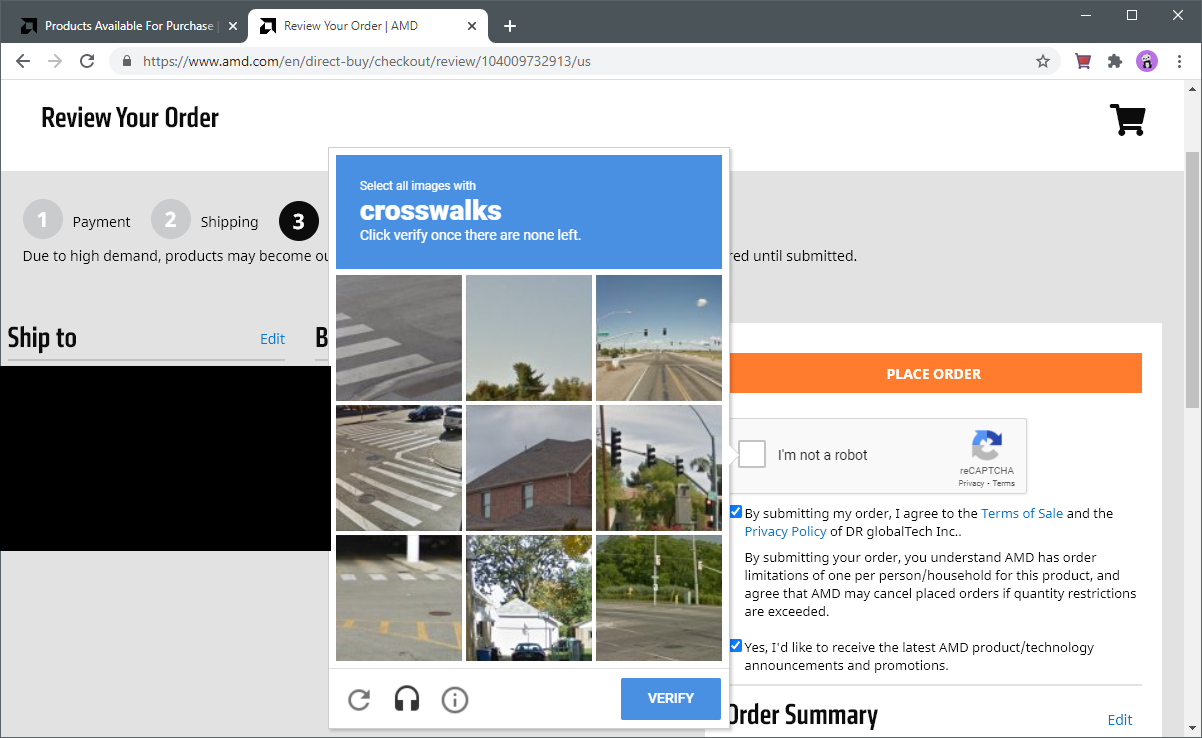 Products Available For Purchase
Review Your Order | AMD
https://www.amd.com/en/direct-buy/checkout/review/104009732913/us
Review Your Order
1 Payment 2 Shipping 3
Due to high demand, products may become
until submitted.
Ship to Edit
B
Select all images with
crosswalks
Click verify once there are none left.
VERIFY
PLACE ORDER
I'm not a robot
reCAPTCHA
Privacy - Terms
By submitting my order, I agree to the Terms of Sale and the
Privacy Policy of DR globalTech Inc..
By submitting your order, you understand AMD has order
limitations of one per person/household for this product, and
agree that AMD may cancel placed orders if quantity restrictions
are exceeded.
Yes, I'd like to receive the latest AMD product/technology
announcements and promotions.
Order Summary Edit